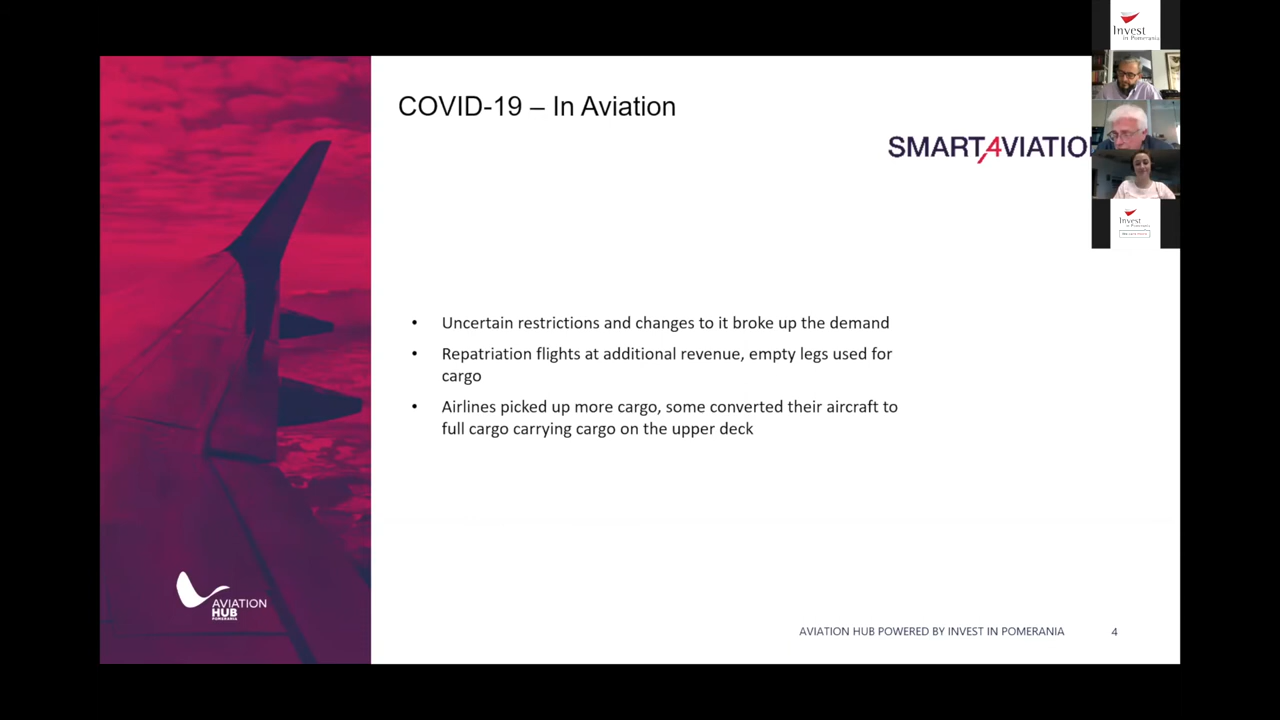 Invest
in Pomerania
COVID-19 – In Aviation
SMART4VIATIO
Invest
in Pomerania
• Uncertain restrictions and changes to it broke up the demand
• Repatriation flights at additional revenue, empty legs used for
cargo
• Airlines picked up more cargo, some converted their aircraft to
full cargo carrying cargo on the upper deck
AVIATION
HUB
POMERANIA
AVIATION HUB POWERED BY INVEST IN POMERANIA
4